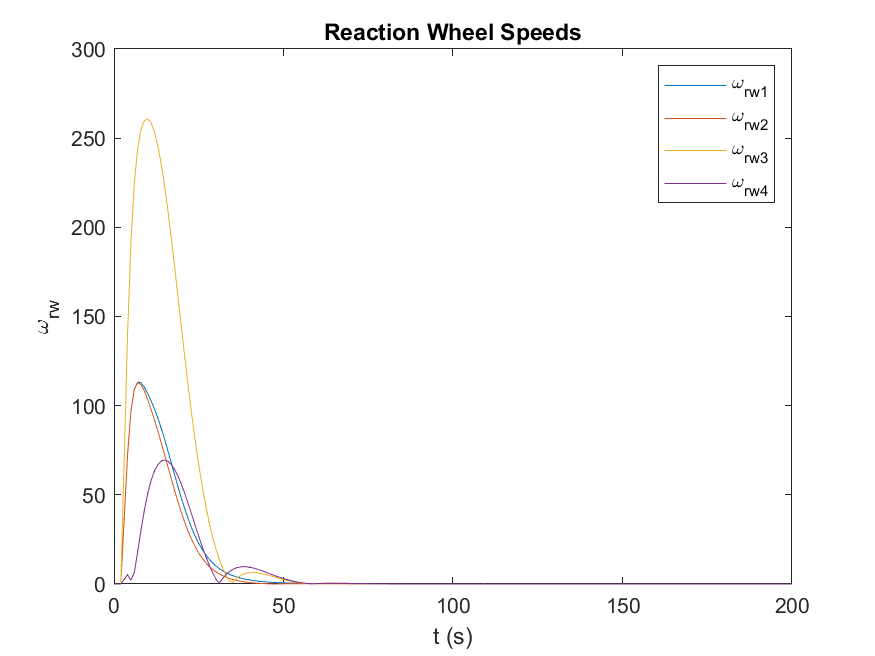 Reaction Wheel Speeds
300
250
200
150
100
50
0
ω_rw
ω_rw1
ω_rw2
ω_rw3
ω_rw4
0 50 100 150 200
t (s)